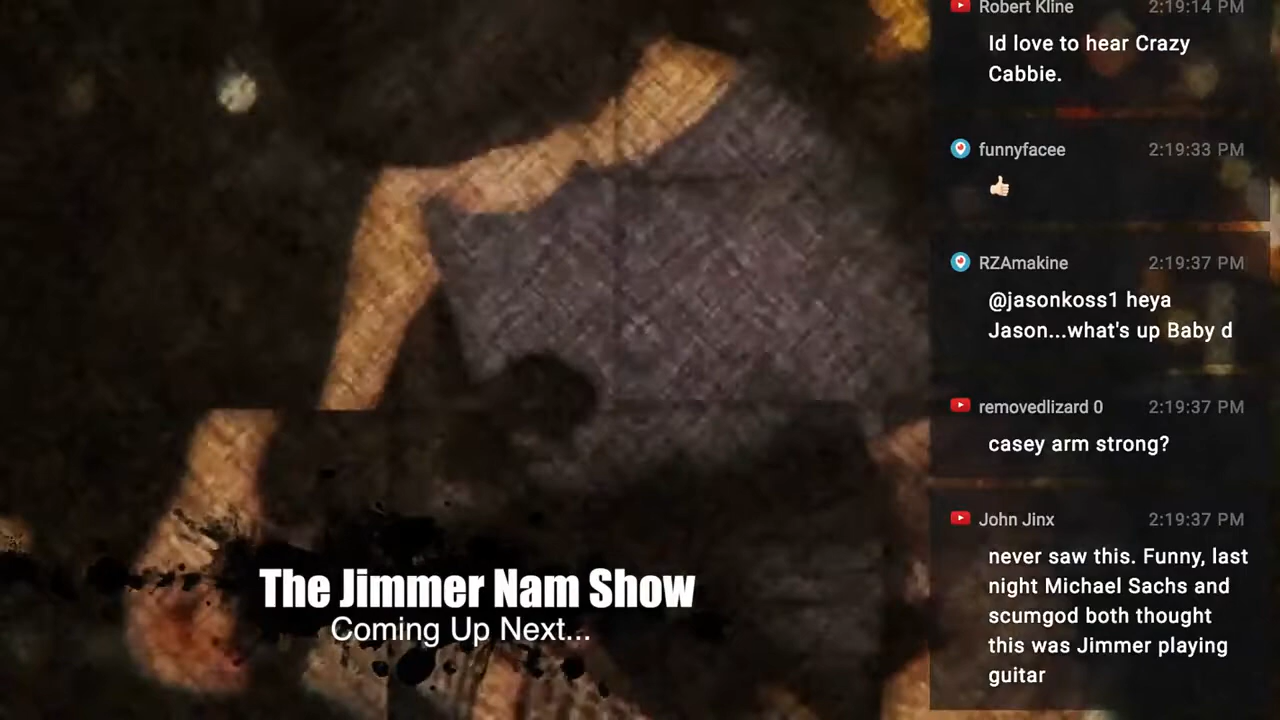 The Jimmer Nam Show
Coming Up Next...
Robert Kline 2:19:14 PM
Id love to hear Crazy
Cabbie.
funnyfacee 2:19:33 PM
👍🏻
RZAmakine 2:19:37 PM
@jasonkoss1 heya
Jason...what's up Baby d
removedlizard 0 2:19:37 PM
casey arm strong?
John Jinx 2:19:37 PM
never saw this. Funny, last
night Michael Sachs and
scumgod both thought
this was Jimmer playing
guitar